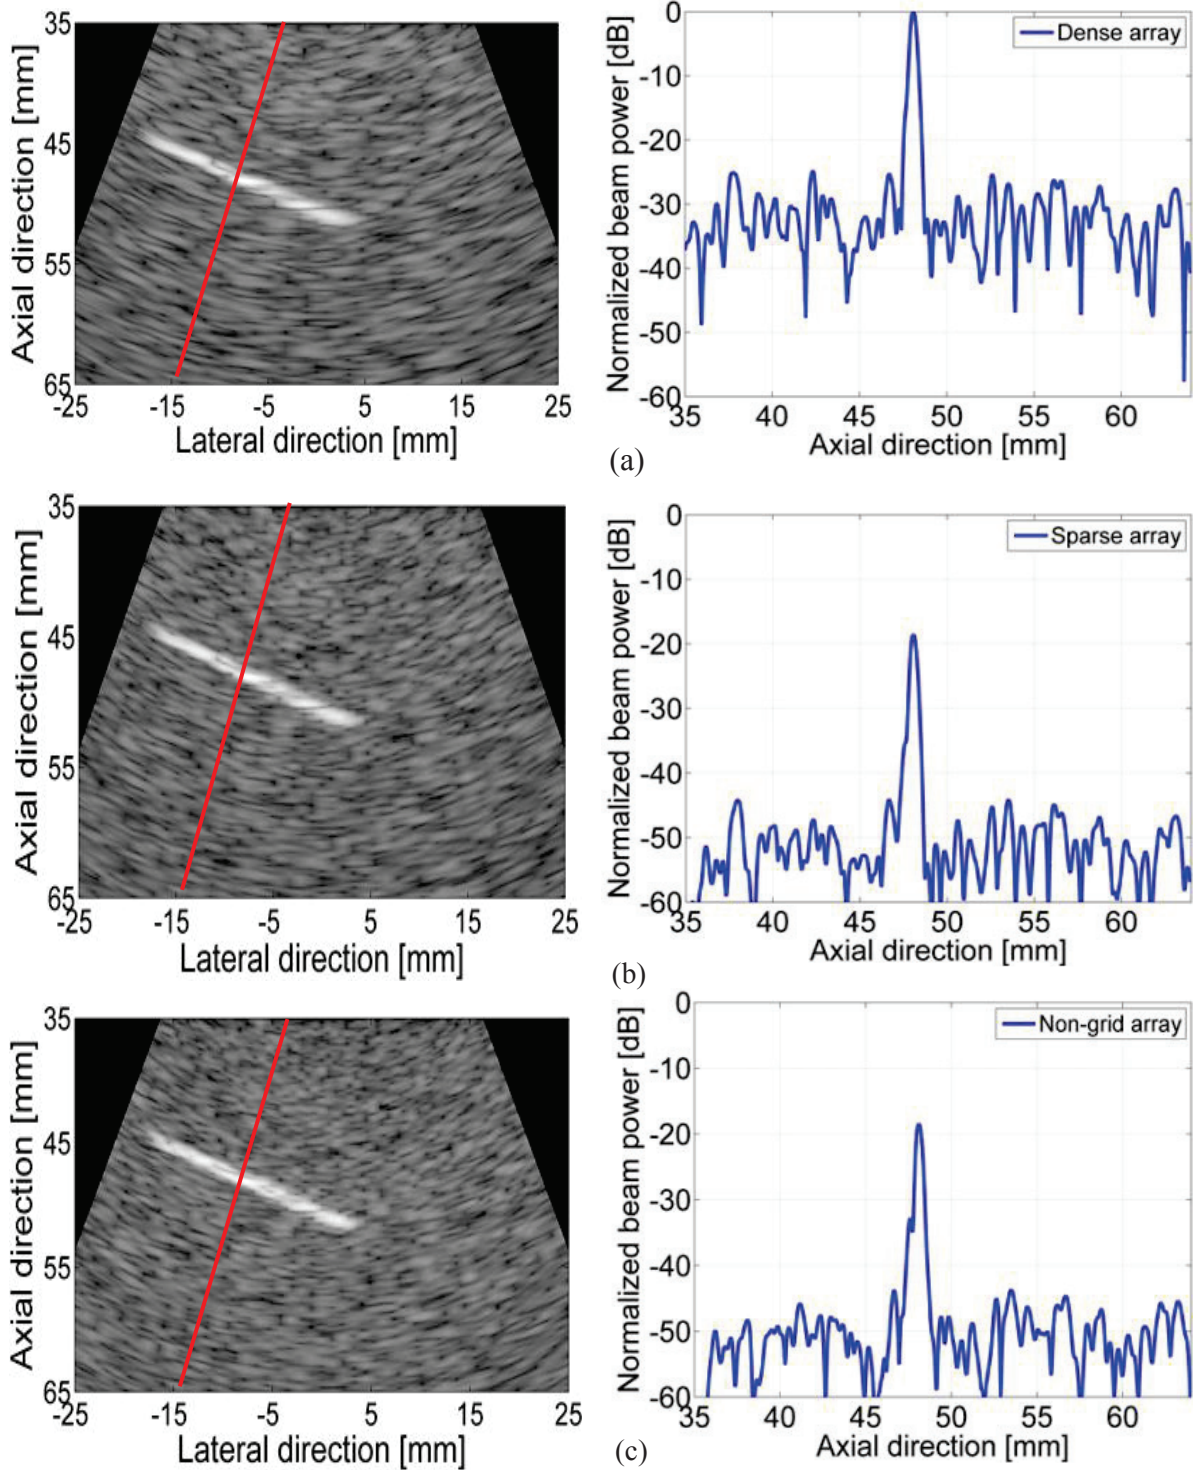 35
45
55
65
-25 -15 -5 5 15 25
Axial direction [mm]
Lateral direction [mm]
0
-10
-20
-30
-40
-50
-60
35 40 45 50 55 60
Normalized beam power [dB]
Axial direction [mm]
Dense array
(a)
35
45
55
65
-25 -15 -5 5 15 25
Axial direction [mm]
Lateral direction [mm]
0
-10
-20
-30
-40
-50
-60
35 40 45 50 55 60
Normalized beam power [dB]
Axial direction [mm]
Sparse array
(b)
35
45
55
65
-25 -15 -5 5 15 25
Axial direction [mm]
Lateral direction [mm]
0
-10
-20
-30
-40
-50
-60
35 40 45 50 55 60
Normalized beam power [dB]
Axial direction [mm]
Non-grid array
(c)